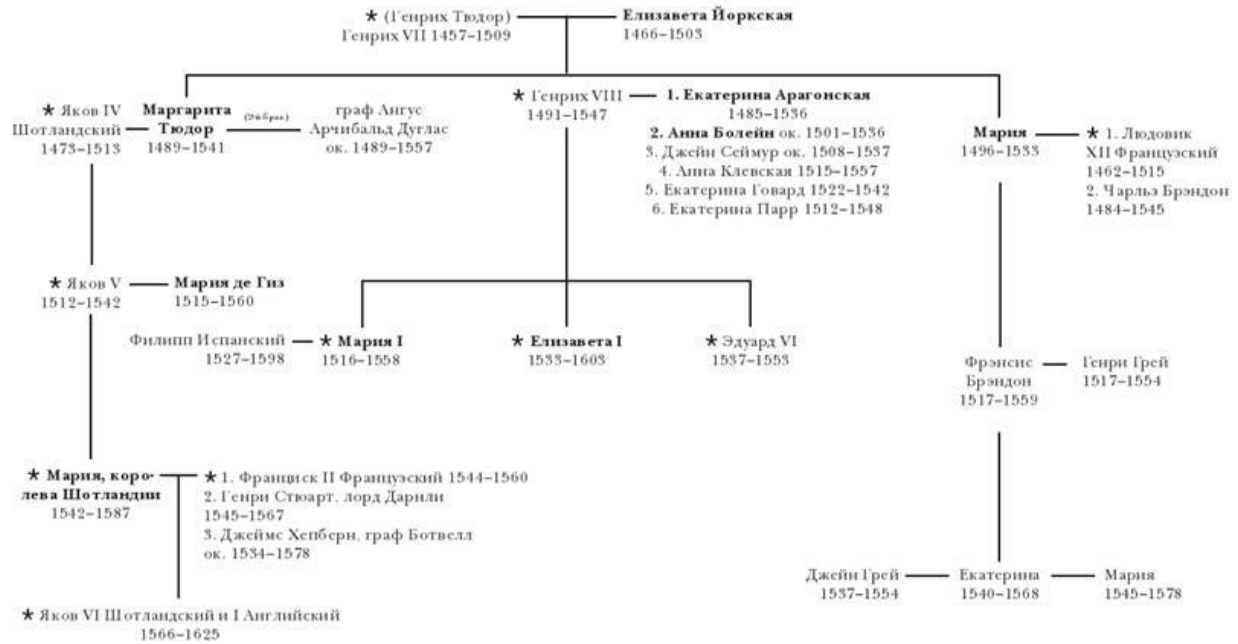 ★ (Генрих Тюдор)
Генрих VII 1457–1509
Елизавета Йоркская
1466–1503
★ Яков IV
Шотландский
1473–1513
Маргарита
Тюдор
1489–1541
(2й брак)
граф Ангус
Арчибальд Дуглас
ок. 1489–1557
★ Генрих VIII
1491–1547
1. Екатерина Арагонская
1485–1536
2. Анна Болейн ок. 1501–1536
3. Джейн Сеймур ок. 1508–1537
4. Анна Клевская 1515–1557
5. Екатерина Говард 1522–1542
6. Екатерина Парр 1512–1548
Мария
1496–1533
★ 1. Людовик
XII Французский
1462–1515
2. Чарльз Брэндон
1484–1545
★ Яков V
1512–1542
Мария де Гиз
1515–1560
Филипп Испанский
1527–1598
★ Мария I
1516–1558
★ Елизавета I
1533–1603
★ Эдуард VI
1537–1553
Фрэнсис
Брэндон
1517–1559
Генри Грей
1517–1554
★ Мария, коро-
лева Шотландии
1542–1587
★ 1. Франциск II Французский 1544–1560
2. Генри Стюарт, лорд Дарнли
1545–1567
3. Джеймс Хепберн, граф Ботвелл
ок. 1534–1578
Джейн Грей
1537–1554
Екатерина
1540–1568
Мария
1545–1578
★ Яков VI Шотландский и I Английский
1566–1625